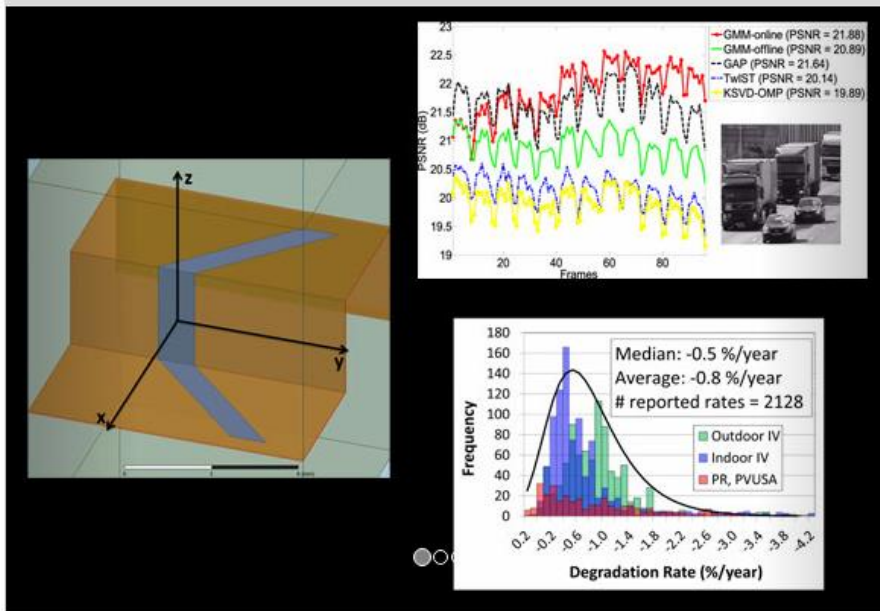 z
y
x
23
22.5
22
21.5
21
20.5
20
19.5
19
PSNR (dB)
20
40
60
80
Frames
GMM-online (PSNR = 21.88)
GMM-offline (PSNR = 20.89)
GAP (PSNR = 21.64)
TwIST (PSNR = 20.14)
KSVD-OMP (PSNR = 19.89)
180
160
140
120
100
80
60
40
20
0
Frequency
Median: -0.5 %/year
Average: -0.8 %/year
# reported rates = 2128
Outdoor IV
Indoor IV
PR, PVUSA
0.2
-0.2
-0.6
-1.0
-1.4
-1.8
-2.2
-2.6
-3.0
-3.4
-3.8
-4.2
Degradation Rate (%/year)